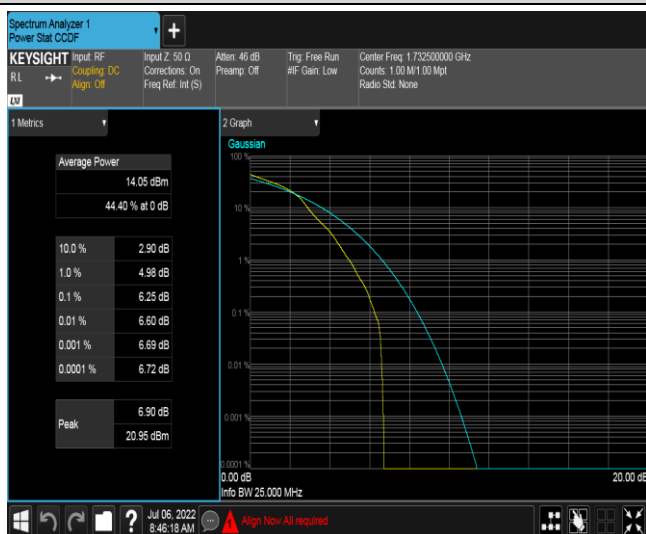 Spectrum Analyzer 1
Power Stat CCDF
+
KEYSIGHT
RL
LXI
Input: RF
Coupling: DC
Align: Off
Input Z: 50 Ω
Corrections: On
Freq Ref: Int (S)
Atten: 46 dB
Preamp: Off
Trig: Free Run
#IF Gain: Low
Center Freq: 1.732500000 GHz
Counts: 1.00 M/1.00 Mpt
Radio Std: None
1 Metrics
Average Power
14.05 dBm
44.40 % at 0 dB
10.0 % 2.90 dB
1.0 % 4.98 dB
0.1 % 6.25 dB
0.01 % 6.60 dB
0.001 % 6.69 dB
0.0001 % 6.72 dB
Peak
6.90 dB
20.95 dBm
2 Graph
Gaussian
100 %
10 %
1 %
0.1 %
0.01 %
0.001 %
0.0001 %
0.00 dB 20.00 dB
Info BW 25.000 MHz
?
Jul 06, 2022
8:46:18 AM
Align Now All required